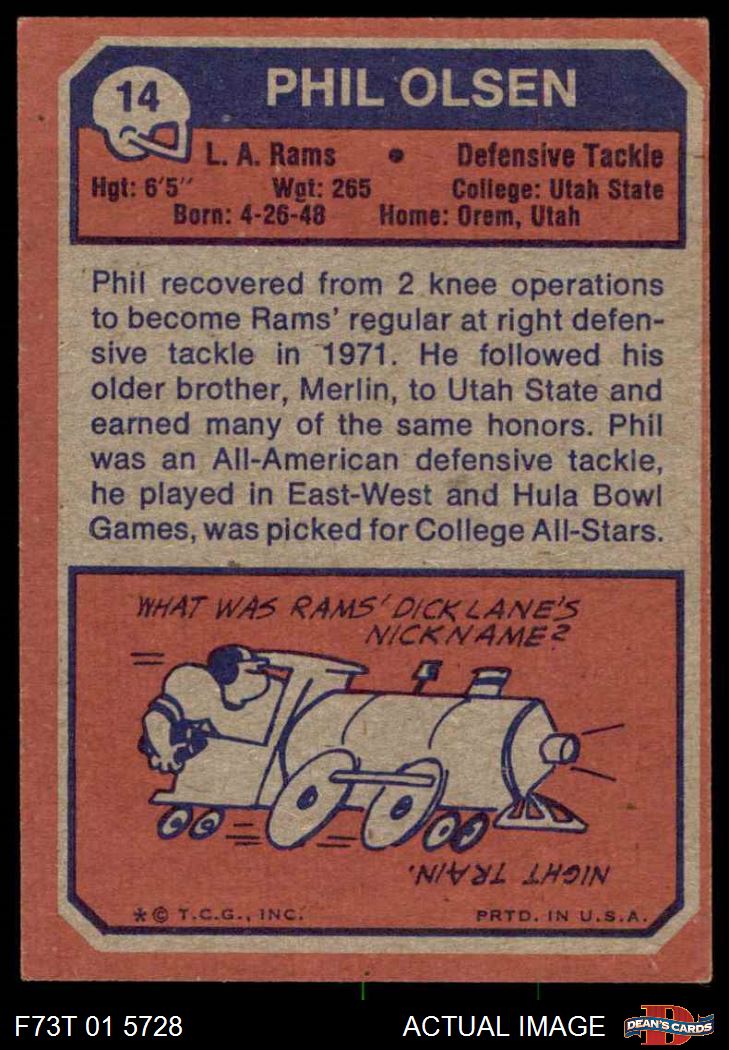 14
PHIL OLSEN
L. A. Rams • Defensive Tackle
Hgt: 6'5" Wgt: 265 College: Utah State
Born: 4-26-48 Home: Orem, Utah
Phil recovered from 2 knee operations
to become Rams' regular at right defen-
sive tackle in 1971. He followed his
older brother, Merlin, to Utah State and
earned many of the same honors. Phil
was an All-American defensive tackle,
he played in East-West and Hula Bowl
Games, was picked for College All-Stars.
WHAT WAS RAMS' DICK LANE'S
NICKNAME?
NIGHT TRAIN.
*© T.C.G., INC. PRTD. IN U.S.A.
F73T 01 5728 ACTUAL IMAGE
D
DEAN'S CARDS